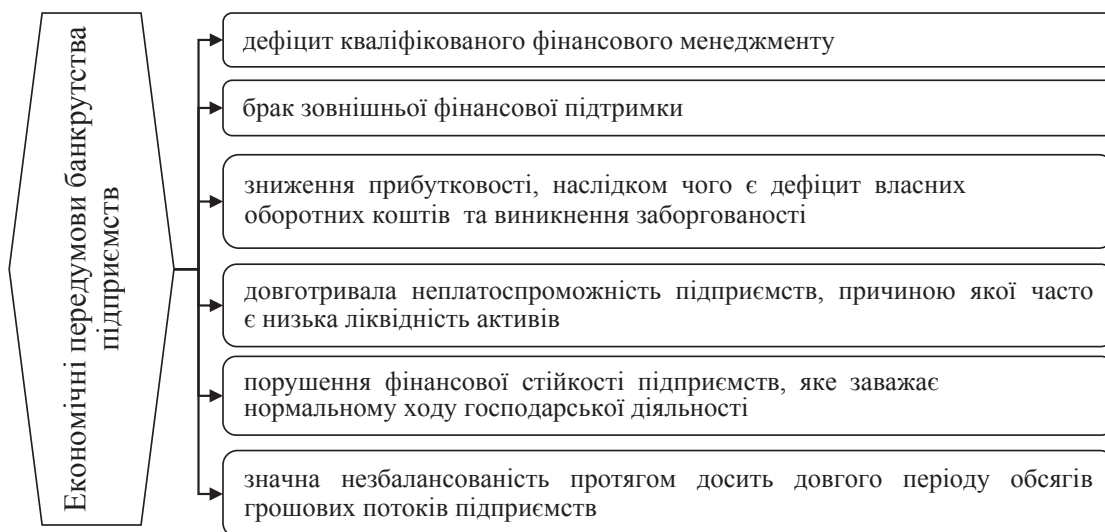 Економічні передумови банкрутства
підприємств
дефіцит кваліфікованого фінансового менеджменту
брак зовнішньої фінансової підтримки
зниження прибутковості, наслідком чого є дефіцит власних
оборотних коштів та виникнення заборгованості
довготривала неплатоспроможність підприємств, причиною якої часто
є низька ліквідність активів
порушення фінансової стійкості підприємств, яке заважає
нормальному ходу господарської діяльності
значна незбалансованість протягом досить довгого періоду обсягів
грошових потоків підприємств